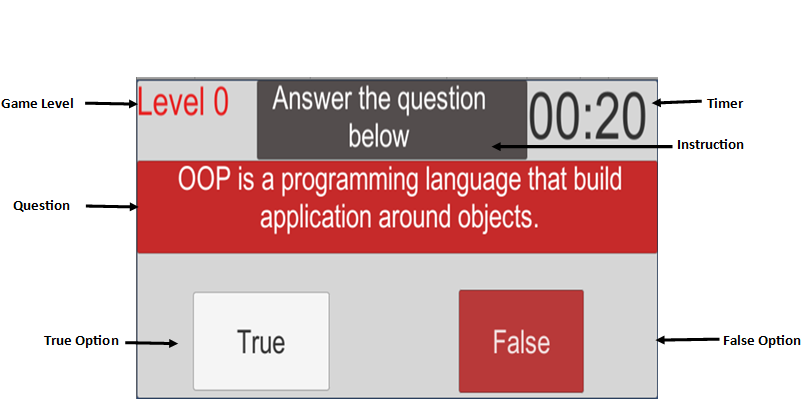 Game Level
Level 0
Answer the question
below
00:20
Timer
Instruction
Question
OOP is a programming language that build
application around objects.
True Option
True
False
False Option